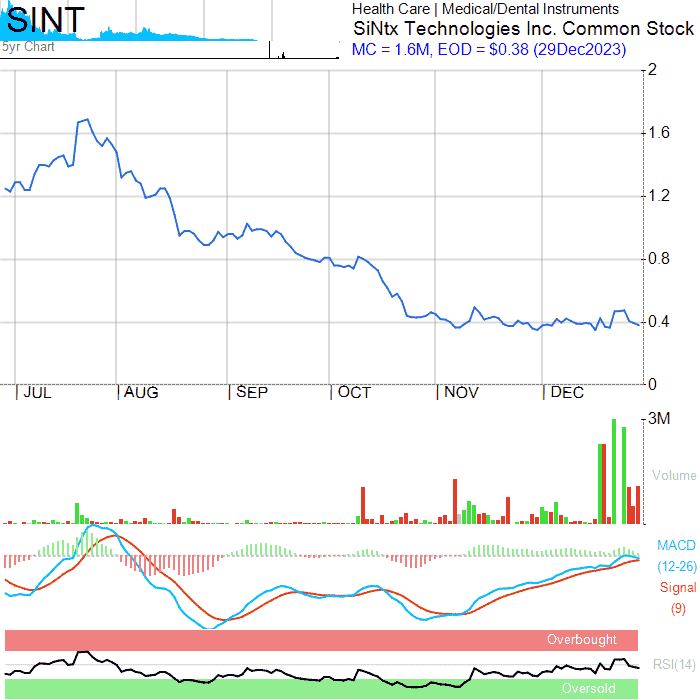 SINT
5yr Chart
Health Care | Medical/Dental Instruments
SiNtx Technologies Inc. Common Stock
MC = 1.6M, EOD = $0.38 (29Dec2023)
2
1.6
1.2
0.8
0.4
0
JUL AUG SEP OCT NOV DEC
3M
Volume
MACD
(12-26)
Signal
(9)
Overbought
RSI(14)
Oversold